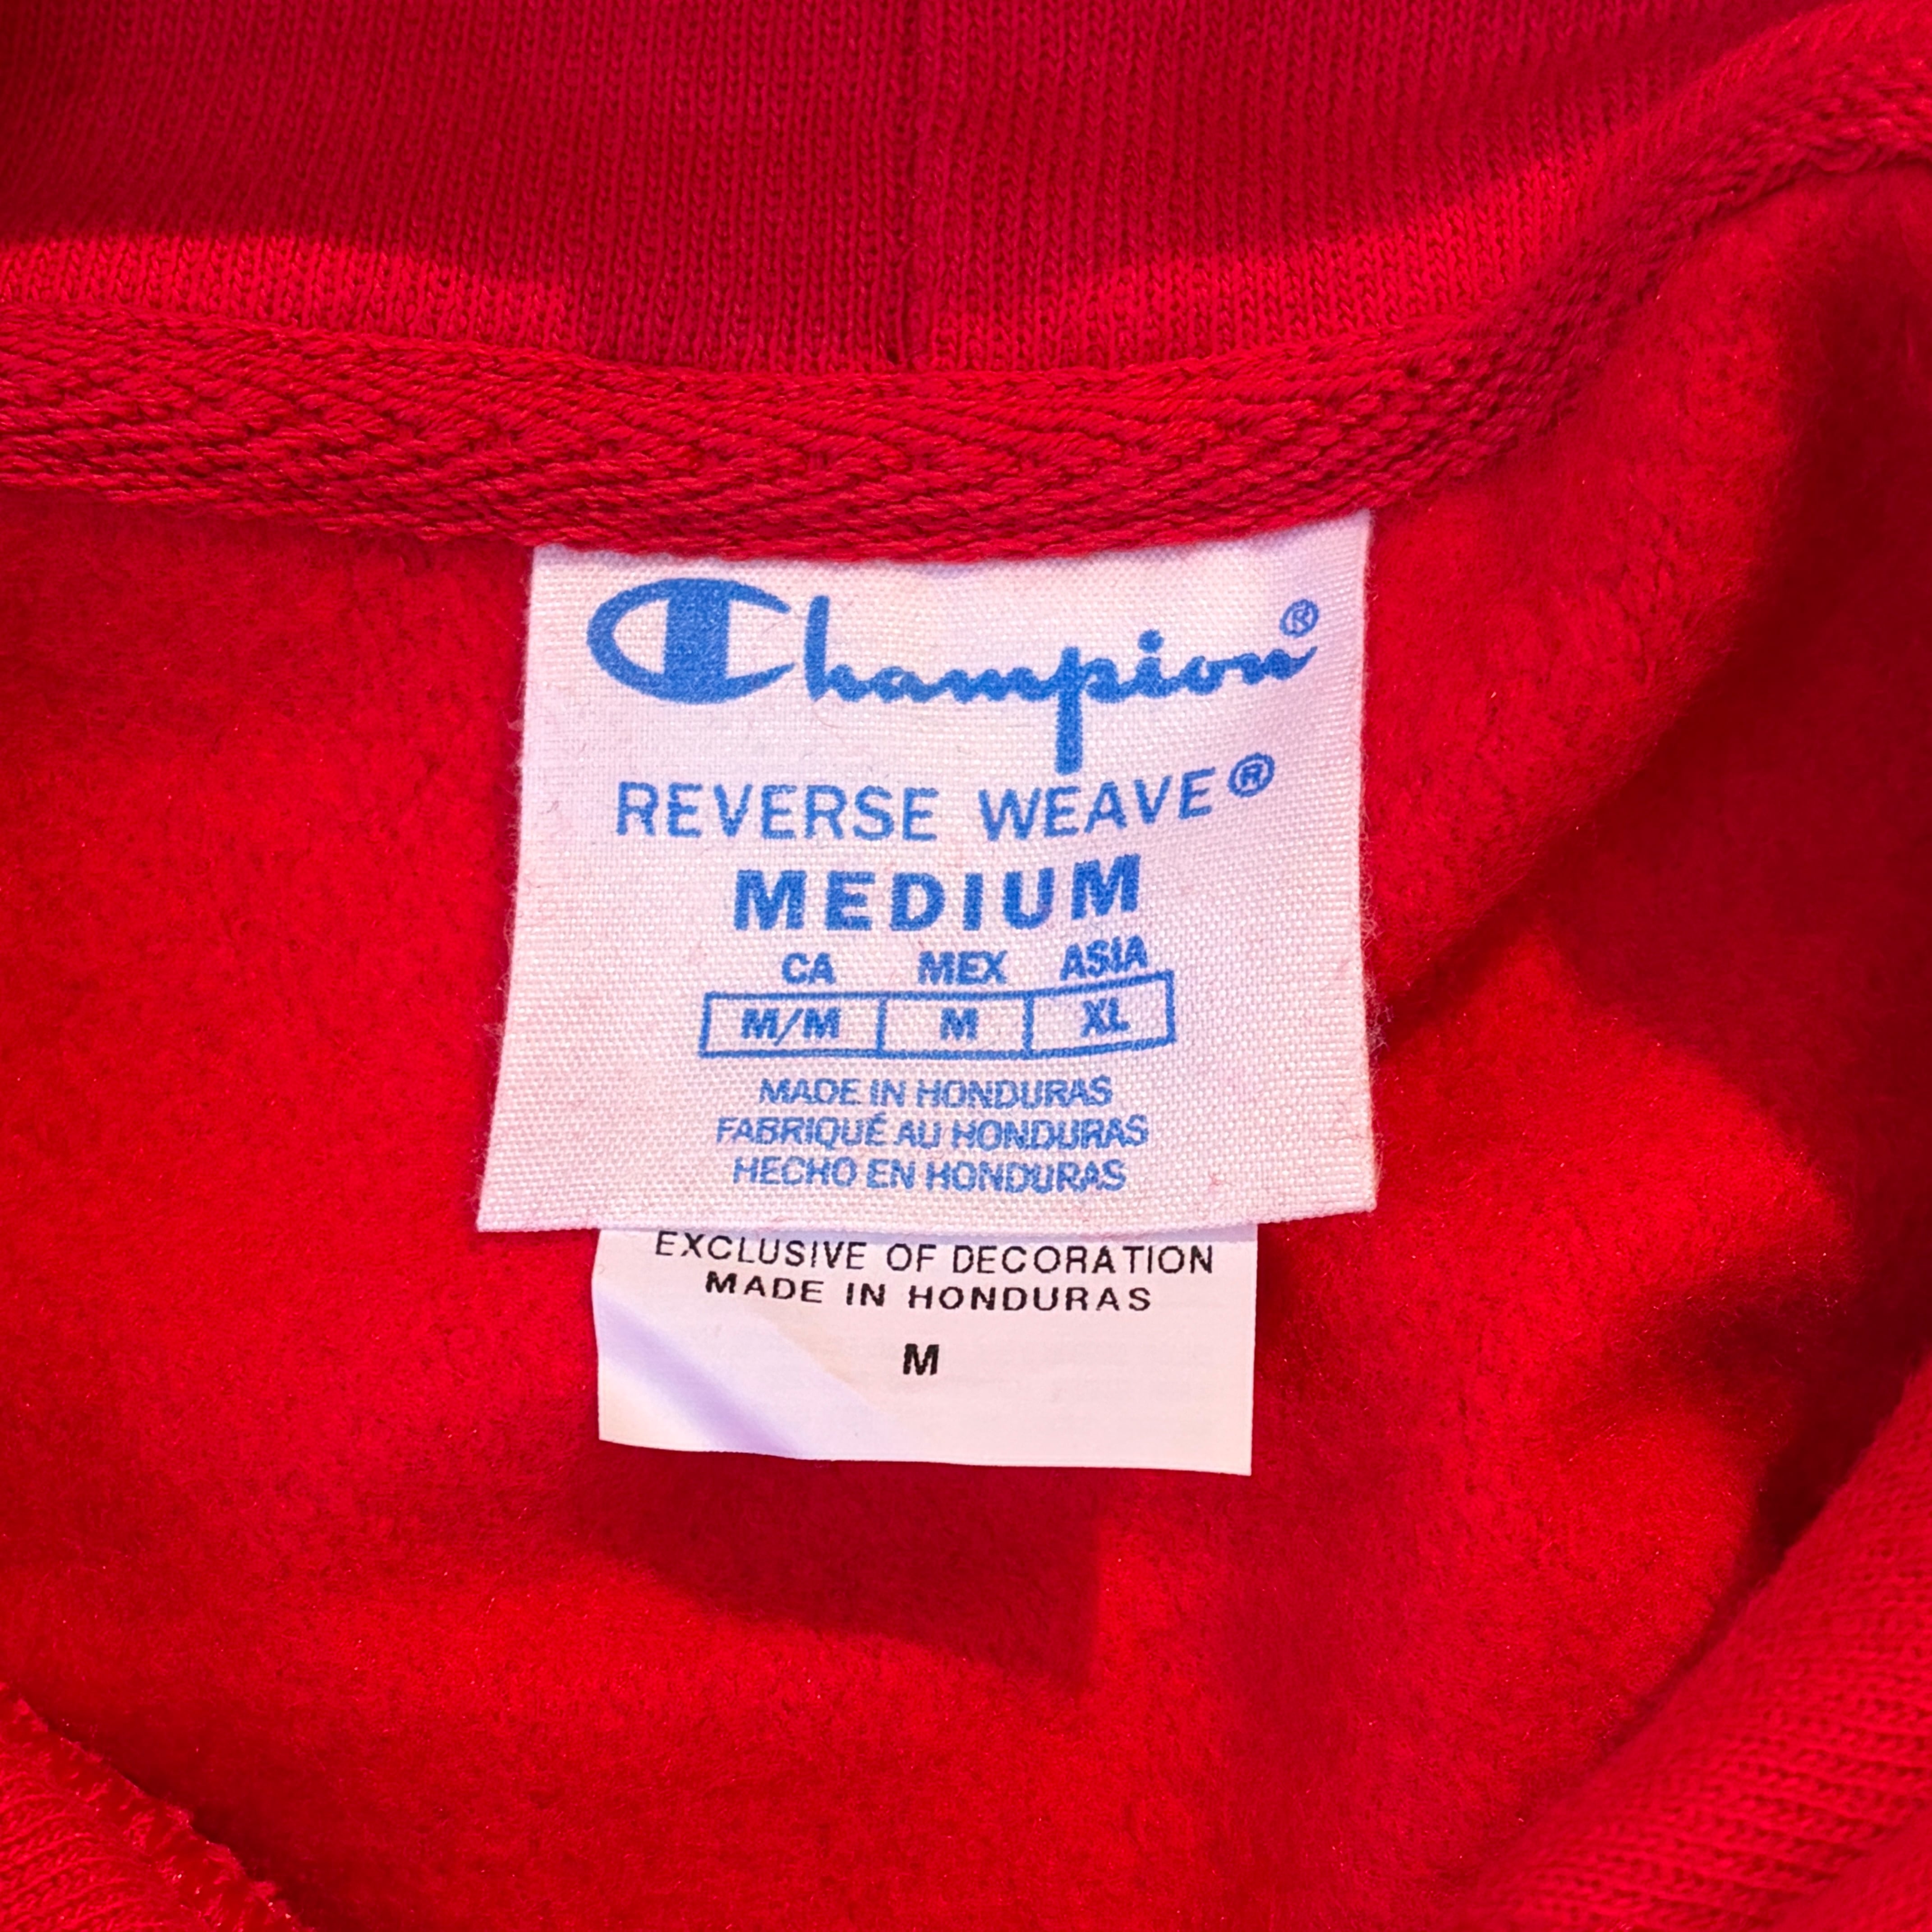 Champion®
REVERSE WEAVE®
MEDIUM
CA MEX ASIA
M/M M XL
MADE IN HONDURAS
FABRIQUÉ AU HONDURAS
HECHO EN HONDURAS
EXCLUSIVE OF DECORATION
MADE IN HONDURAS
M